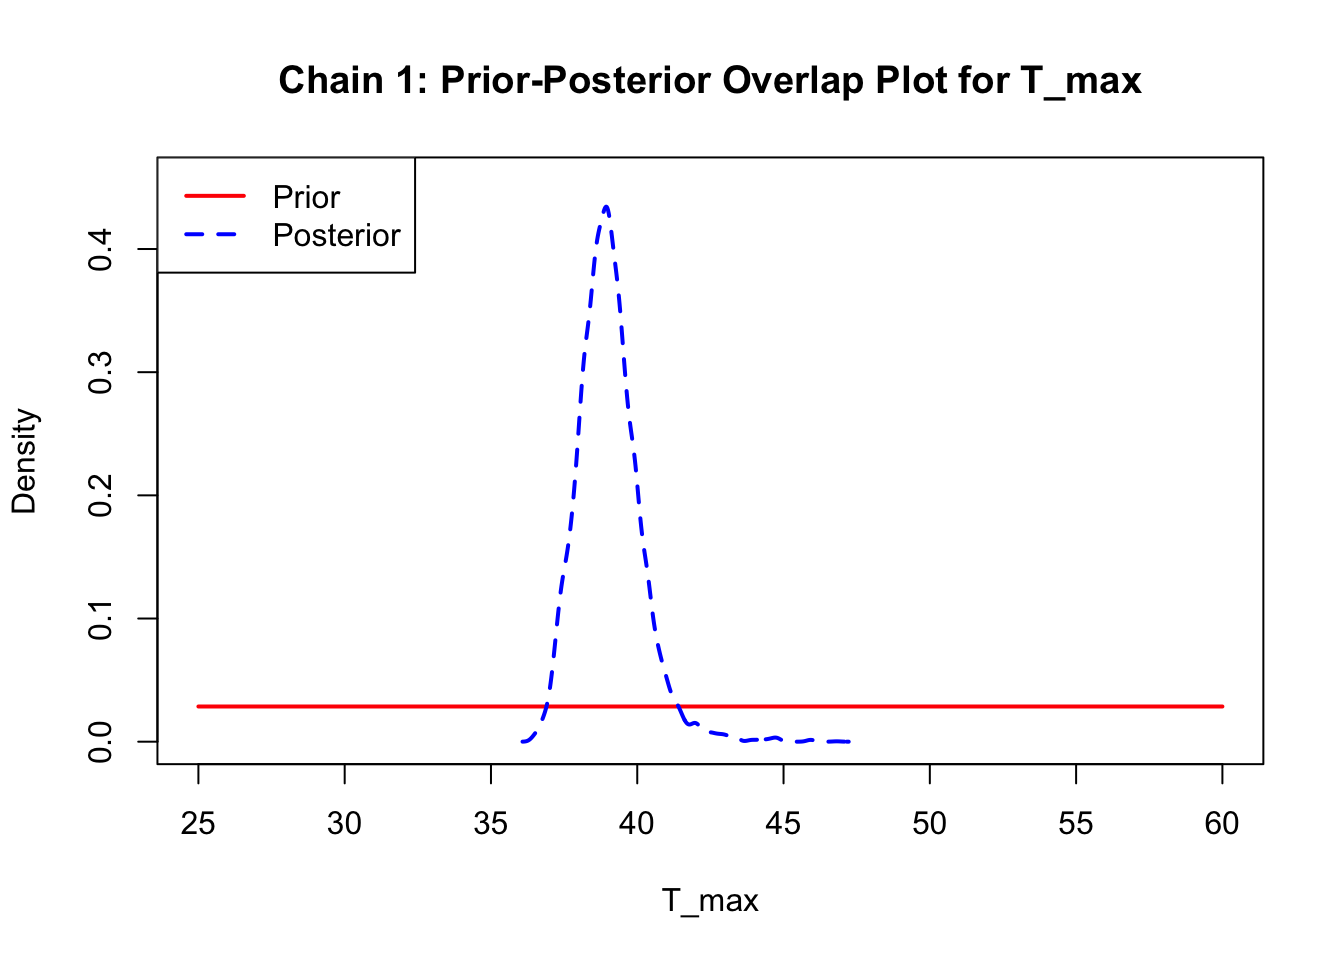 Chain 1: Prior-Posterior Overlap Plot for T_max
Prior
Posterior
Density
0.4
0.3
0.2
0.1
0.0
25 30 35 40 45 50 55 60
T_max